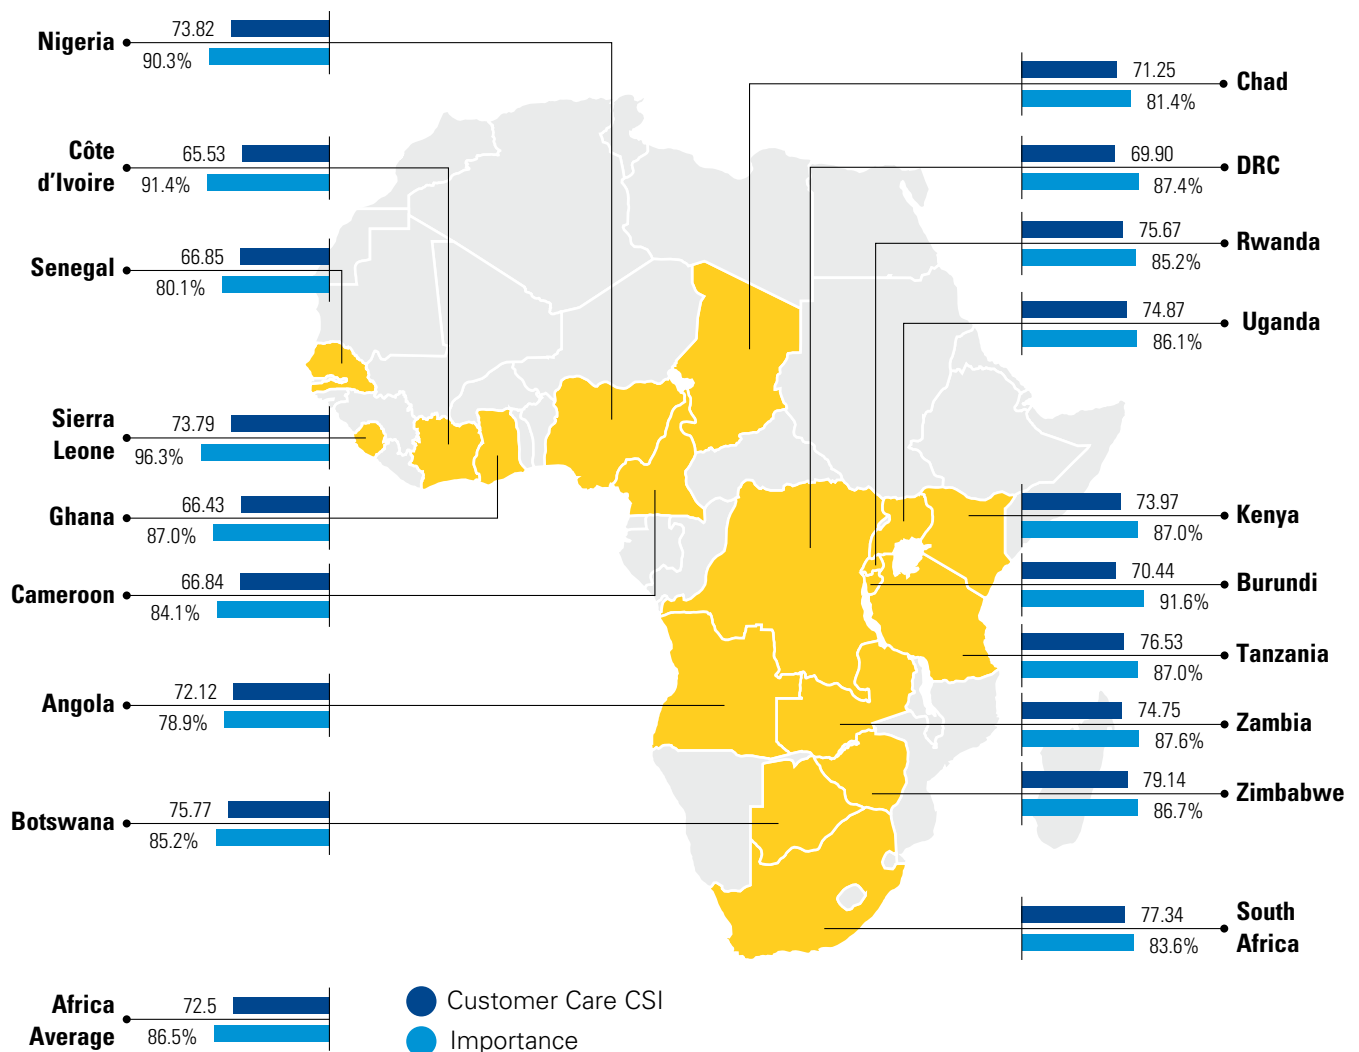 Nigeria
73.82
90.3%
Côte
d'Ivoire
65.53
91.4%
Senegal
66.85
80.1%
Sierra
Leone
73.79
96.3%
Ghana
66.43
87.0%
Cameroon
66.84
84.1%
Angola
72.12
78.9%
Botswana
75.77
85.2%
Africa
Average
72.5
86.5%
71.25
81.4%
Chad
69.90
87.4%
DRC
75.67
85.2%
Rwanda
74.87
86.1%
Uganda
73.97
87.0%
Kenya
70.44
91.6%
Burundi
76.53
87.0%
Tanzania
74.75
87.6%
Zambia
79.14
86.7%
Zimbabwe
77.34
83.6%
South
Africa
Customer Care CSI
Importance